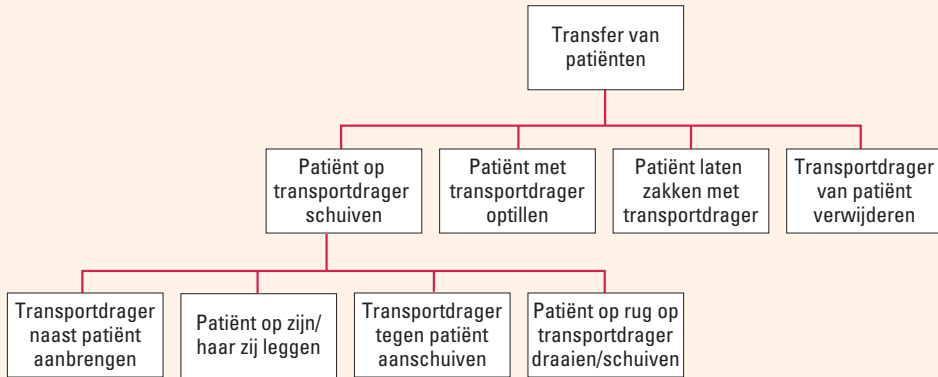 Transfer van
patiënten
Patiënt op
transportdrager
schuiven
Patiënt met
transportdrager
optillen
Patiënt laten
zakken met
transportdrager
Transportdrager
van patiënt
verwijderen
Transportdrager
naast patiënt
aanbrengen
Patiënt op zijn/
haar zij leggen
Transportdrager
tegen patiënt
aanschuiven
Patiënt op rug op
transportdrager
draaien/schuiven